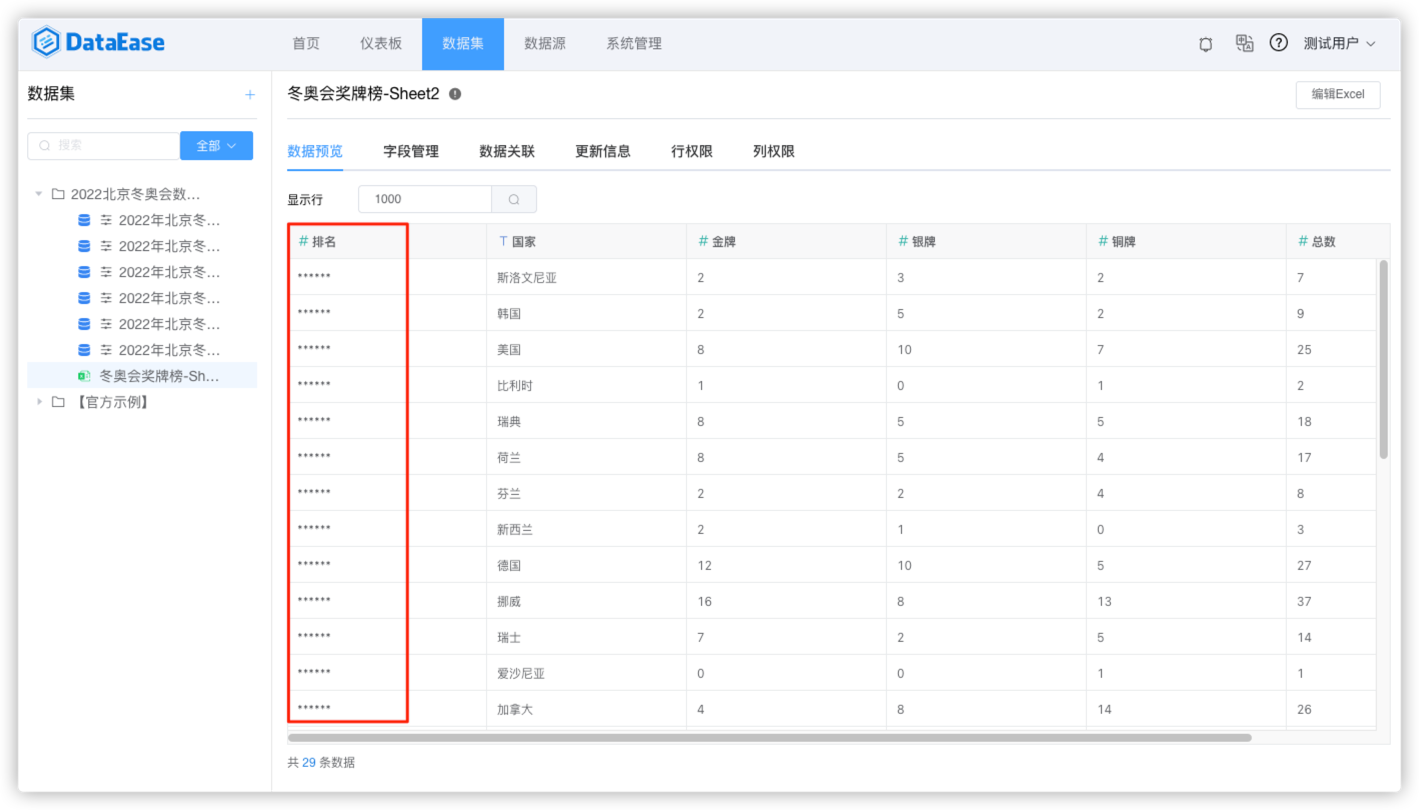 DataEase 首页 仪表板 数据集 数据源 系统管理 测试用户
数据集
搜索 全部
2022北京冬奥会数...
2022年北京冬...
2022年北京冬...
2022年北京冬...
2022年北京冬...
2022年北京冬...
2022年北京冬...
冬奥会奖牌榜-Sh...
【官方示例】
冬奥会奖牌榜-Sheet2 编辑Excel
数据预览 字段管理 数据关联 更新信息 行权限 列权限
显示行 1000
# 排名 T 国家 # 金牌 # 银牌 # 铜牌 # 总数
****** 斯洛文尼亚 2 3 2 7
****** 韩国 2 5 2 9
****** 美国 8 10 7 25
****** 比利时 1 0 1 2
****** 瑞典 8 5 5 18
****** 荷兰 8 5 4 17
****** 芬兰 2 2 4 8
****** 新西兰 2 1 0 3
****** 德国 12 10 5 27
****** 挪威 16 8 13 37
****** 瑞士 7 2 5 14
****** 爱沙尼亚 0 0 1 1
****** 加拿大 4 8 14 26
共 29 条数据